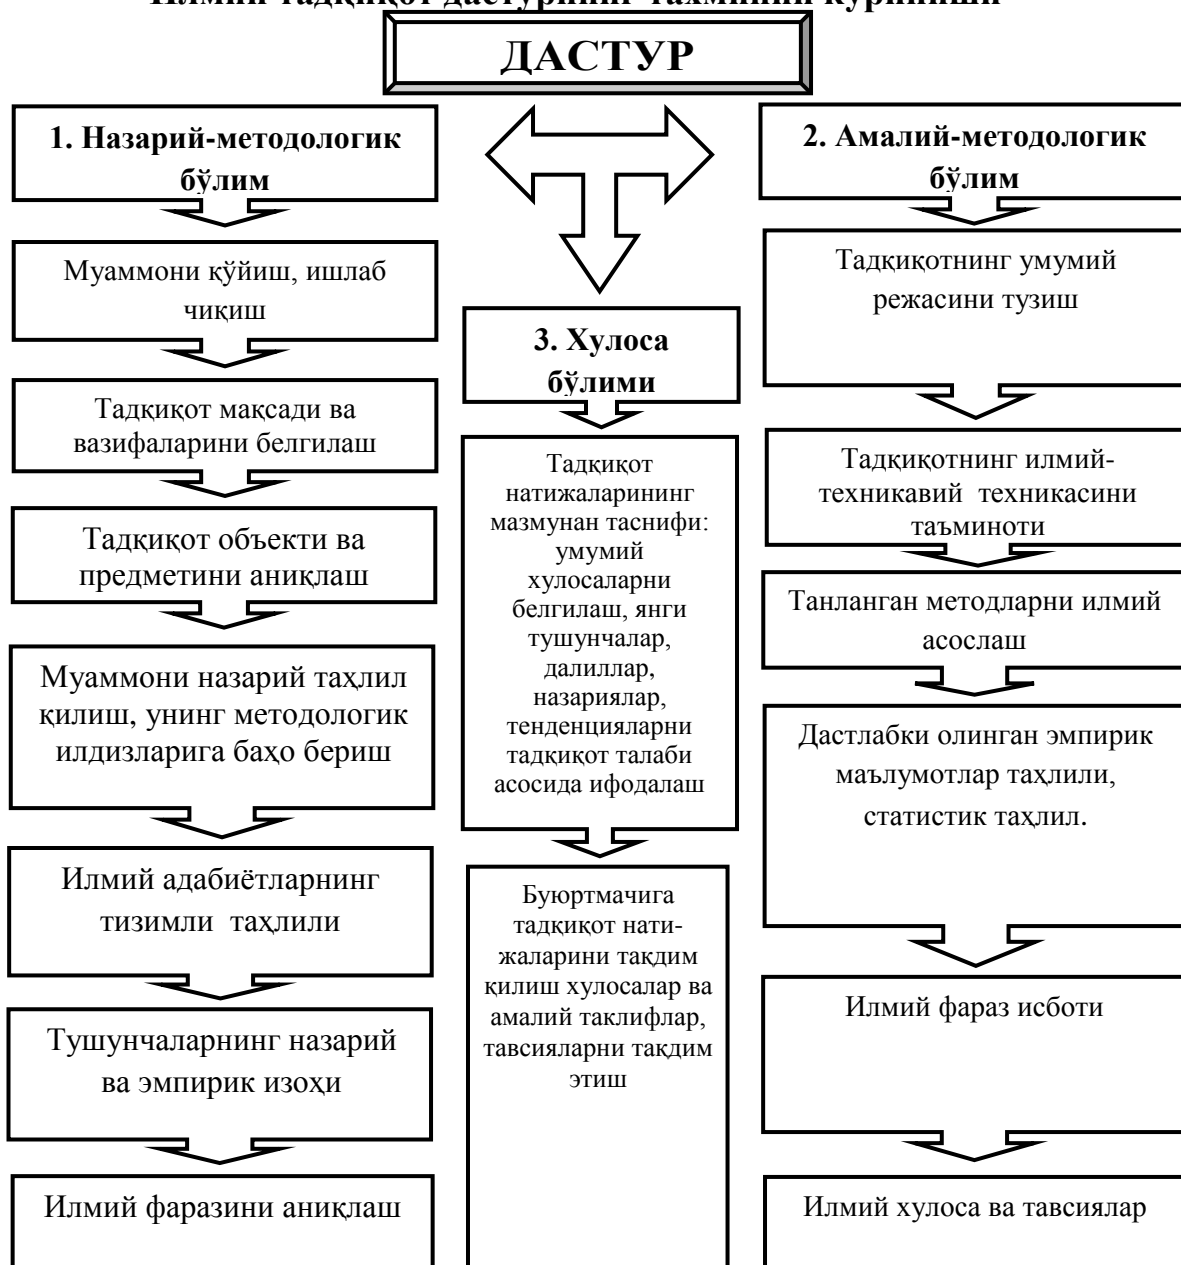 Илмий тадқиқот дастурининг тахминий кўриниши
ДАСТУР
1. Назарий-методологик
бўлим
Муаммони қўйиш, ишлаб
чиқиш
Тадқиқот мақсади ва
вазифаларини белгилаш
Тадқиқот объекти ва
предметини аниқлаш
Муаммони назарий таҳлил
қилиш, унинг методологик
илдизларига баҳо бериш
Илмий адабиётларнинг
тизимли таҳлили
Тушунчаларнинг назарий
ва эмпирик изоҳи
Илмий фаразини аниқлаш
3. Хулоса
бўлими
Тадқиқот
натижаларининг
мазмунан таснифи:
умумий
хулосаларни
белгилаш, янги
тушунчалар,
далиллар,
назариялар,
тенденцияларни
тадқиқот талаби
асосида ифодалаш
Буюртмачига
тадқиқот нати-
жаларини тақдим
қилиш хулосалар ва
амалий таклифлар,
тавсияларни тақдим
этиш
2. Амалий-методологик
бўлим
Тадқиқотнинг умумий
режасини тузиш
Тадқиқотнинг илмий-
техникавий техникасини
таъминоти
Танланган методларни илмий
асослаш
Дастлабки олинган эмпирик
маълумотлар таҳлили,
статистик таҳлил.
Илмий фараз исботи
Илмий хулоса ва тавсиялар